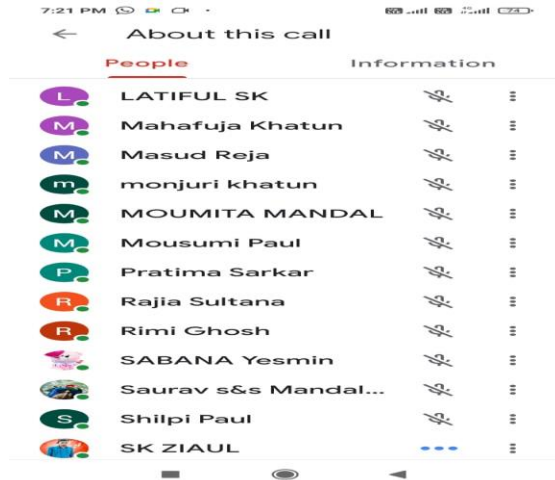 7:21 PM 74
About this call
People Information
L LATIFUL SK
M Mahafuja Khatun
M Masud Reja
m monjuri khatun
M MOUMITA MANDAL
M Mousumi Paul
P Pratima Sarkar
R Rajia Sultana
R Rimi Ghosh
SABANA Yesmin
Saurav s&s Mandal...
S Shilpi Paul
SK ZIAUL